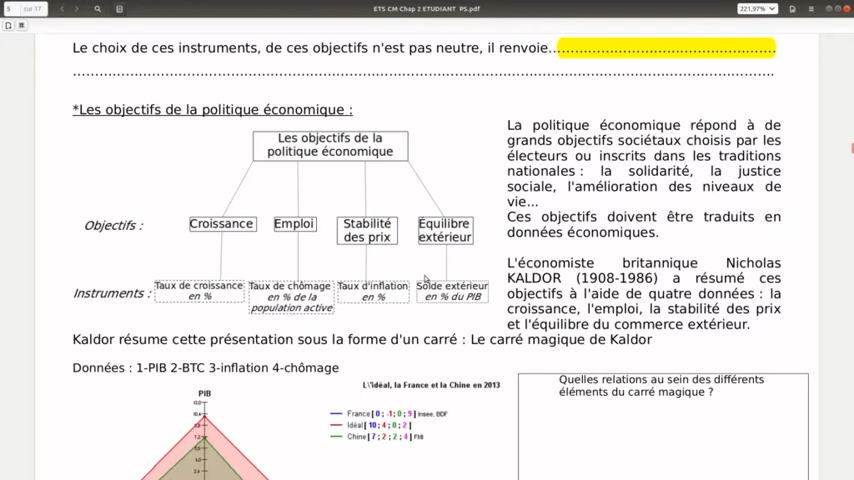 5 sur 17
ETS CM Chap 2 ETUDIANT PS.pdf
221,97%
Le choix de ces instruments, de ces objectifs n'est pas neutre, il renvoie...............................................
................................................................................................................................................
*Les objectifs de la politique économique :
Les objectifs de la
politique économique
Objectifs :
Croissance
Emploi
Stabilité
des prix
Équilibre
extérieur
Instruments :
Taux de croissance
en %
Taux de chômage
en % de la
population active
Taux d'inflation
en %
Solde extérieur
en % du PIB
La politique économique répond à de
grands objectifs sociétaux choisis par les
électeurs ou inscrits dans les traditions
nationales : la solidarité, la justice
sociale, l'amélioration des niveaux de
vie...
Ces objectifs doivent être traduits en
données économiques.
L'économiste britannique Nicholas
KALDOR (1908-1986) a résumé ces
objectifs à l'aide de quatre données : la
croissance, l'emploi, la stabilité des prix
et l'équilibre du commerce extérieur.
Kaldor résume cette présentation sous la forme d'un carré : Le carré magique de Kaldor
Données : 1-PIB 2-BTC 3-inflation 4-chômage
L\'idéal, la France et la Chine en 2013
PIB
France [ 0 ; -1; 0 ; 9 ] Insee, BDF
Idéal [ 10 ; 4 ; 0 ; 2 ]
Chine [ 7 ; 2 ; 2 ; 4 ] FMI
Quelles relations au sein des différents
éléments du carré magique ?